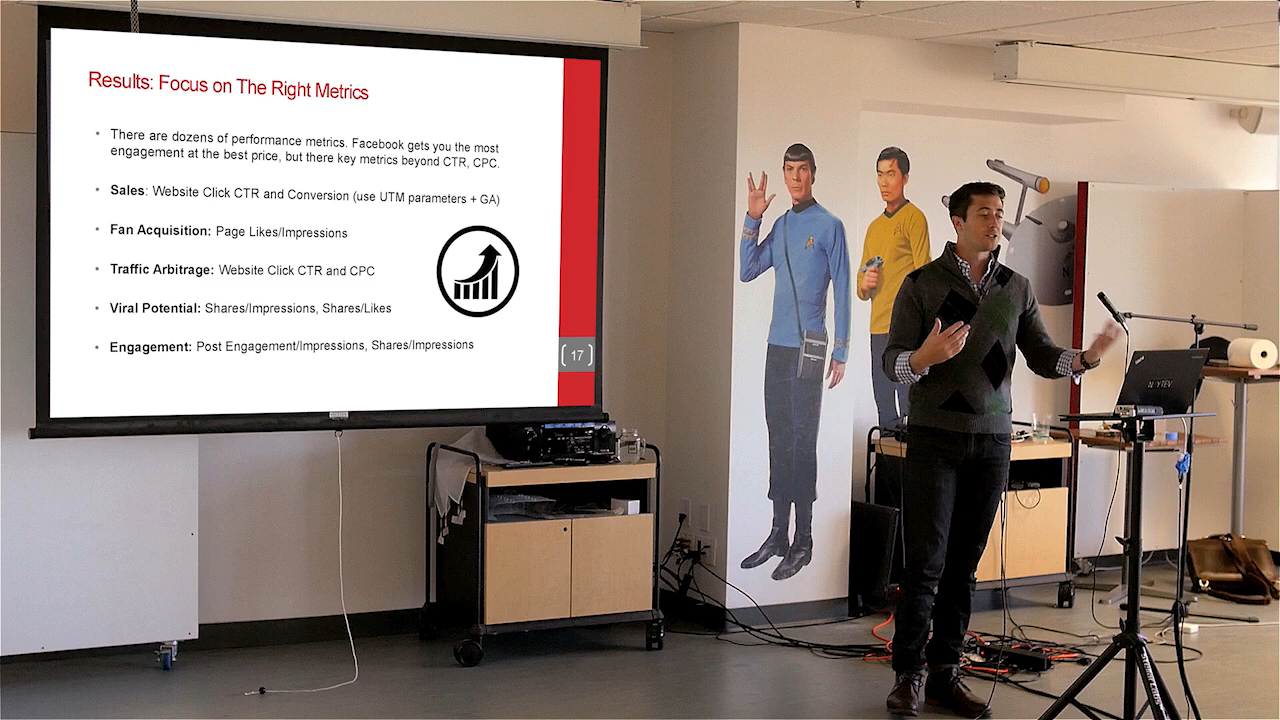 Results: Focus on The Right Metrics
• There are dozens of performance metrics. Facebook gets you the most
engagement at the best price, but there key metrics beyond CTR, CPC.
• Sales: Website Click CTR and Conversion (use UTM parameters + GA)
• Fan Acquisition: Page Likes/Impressions
• Traffic Arbitrage: Website Click CTR and CPC
• Viral Potential: Shares/Impressions, Shares/Likes
• Engagement: Post Engagement/Impressions, Shares/Impressions
17